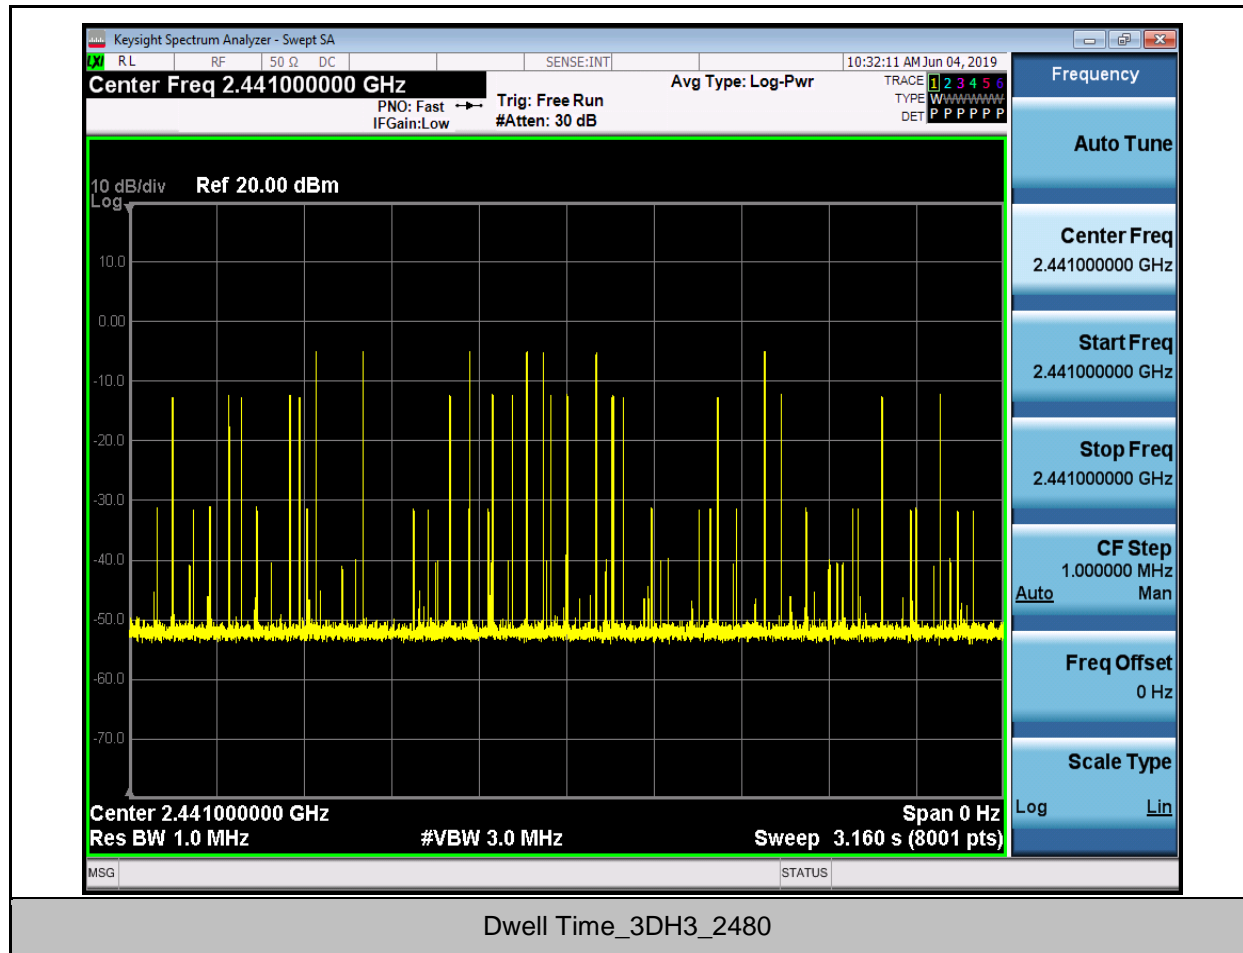 Keysight Spectrum Analyzer - Swept SA
LXI RL RF 50 Ω DC SENSE:INT 10:32:11 AM Jun 04, 2019
Center Freq 2.441000000 GHz Avg Type: Log-Pwr TRACE 1 2 3 4 5 6
PNO: Fast Trig: Free Run TYPE WWWWWW
IFGain:Low #Atten: 30 dB DET P P P P P P
10 dB/div Ref 20.00 dBm
Log
10.0
0.00
-10.0
-20.0
-30.0
-40.0
-50.0
-60.0
-70.0
Center 2.441000000 GHz Span 0 Hz
Res BW 1.0 MHz #VBW 3.0 MHz Sweep 3.160 s (8001 pts)
MSG STATUS
Frequency
Auto Tune
Center Freq
2.441000000 GHz
Start Freq
2.441000000 GHz
Stop Freq
2.441000000 GHz
CF Step
1.000000 MHz
Auto Man
Freq Offset
0 Hz
Scale Type
Log Lin
Dwell Time_3DH3_2480